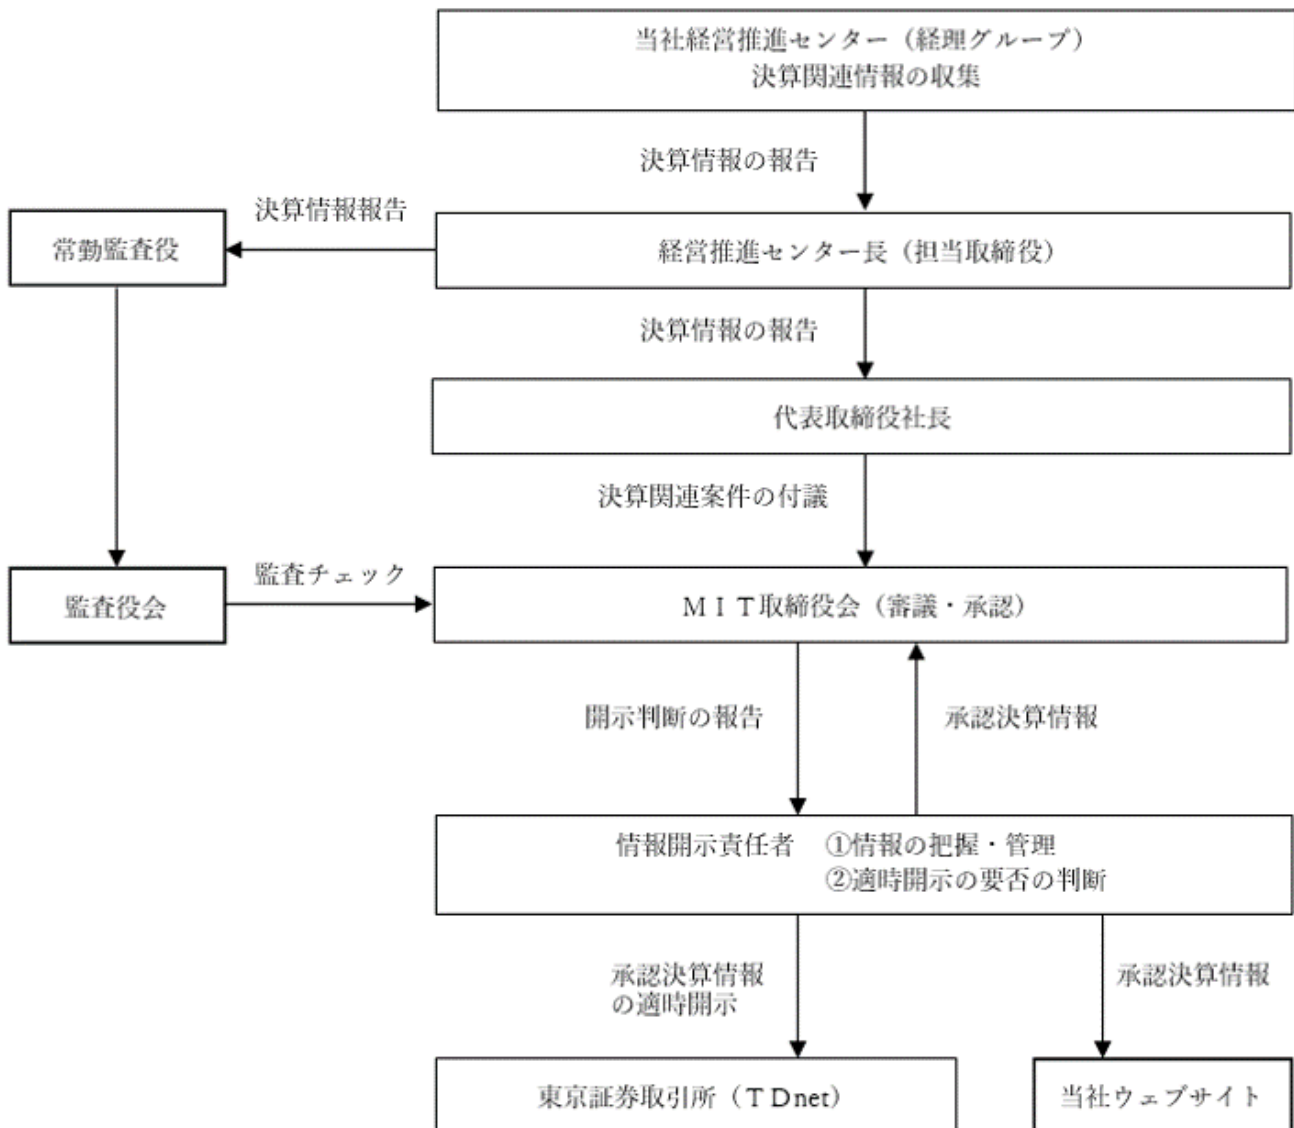 当社経営推進センター（経理グループ）
決算関連情報の収集
決算情報の報告
決算情報報告
常勤監査役
経営推進センター長（担当取締役）
決算情報の報告
代表取締役社長
決算関連案件の付議
監査チェック
監査役会
ＭＩＴ取締役会（審議・承認）
開示判断の報告
承認決算情報
情報開示責任者　①情報の把握・管理
②適時開示の要否の判断
承認決算情報
の適時開示
承認決算情報
東京証券取引所（ＴＤnet）
当社ウェブサイト